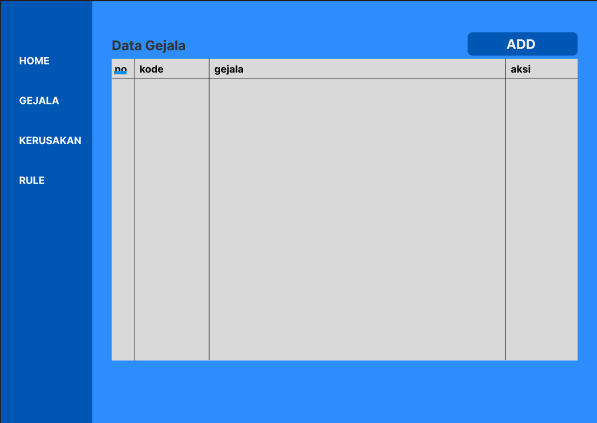 HOME
GEJALA
KERUSAKAN
RULE
Data Gejala
ADD
no kode gejala aksi